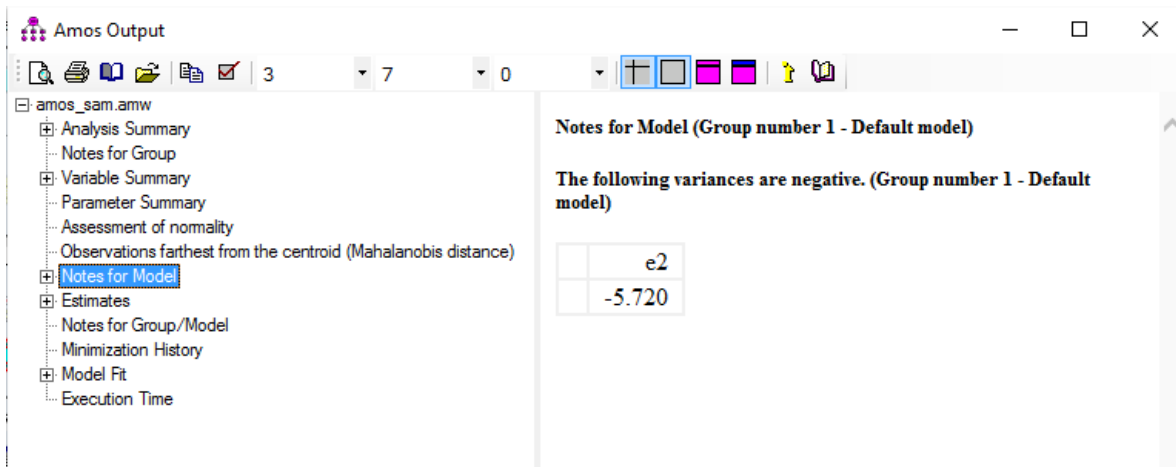 Amos Output
3 7 0
amos_sam.amw
Analysis Summary
Notes for Group
Variable Summary
Parameter Summary
Assessment of normality
Observations farthest from the centroid (Mahalanobis distance)
Notes for Model
Estimates
Notes for Group/Model
Minimization History
Model Fit
Execution Time
Notes for Model (Group number 1 - Default model)
The following variances are negative. (Group number 1 - Default
model)
e2
-5.720